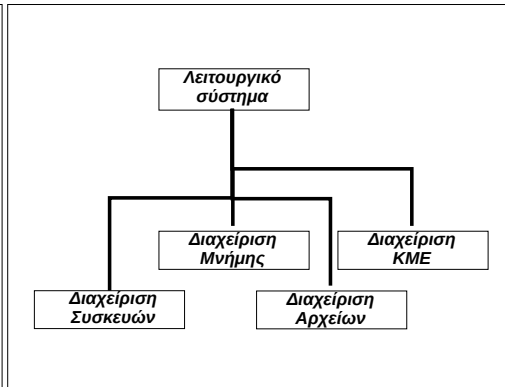 Λειτουργικό
σύστημα
Διαχείριση
Μνήμης
Διαχείριση
ΚΜΕ
Διαχείριση
Συσκευών
Διαχείριση
Αρχείων